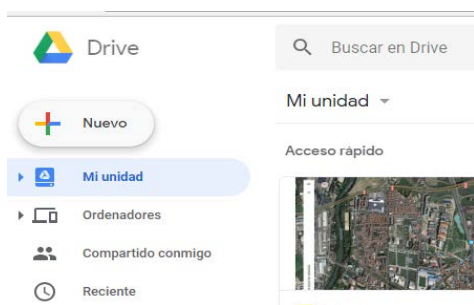 Drive
Buscar en Drive
Mi unidad
Nuevo
Acceso rápido
Mi unidad
Ordenadores
Compartido conmigo
Reciente